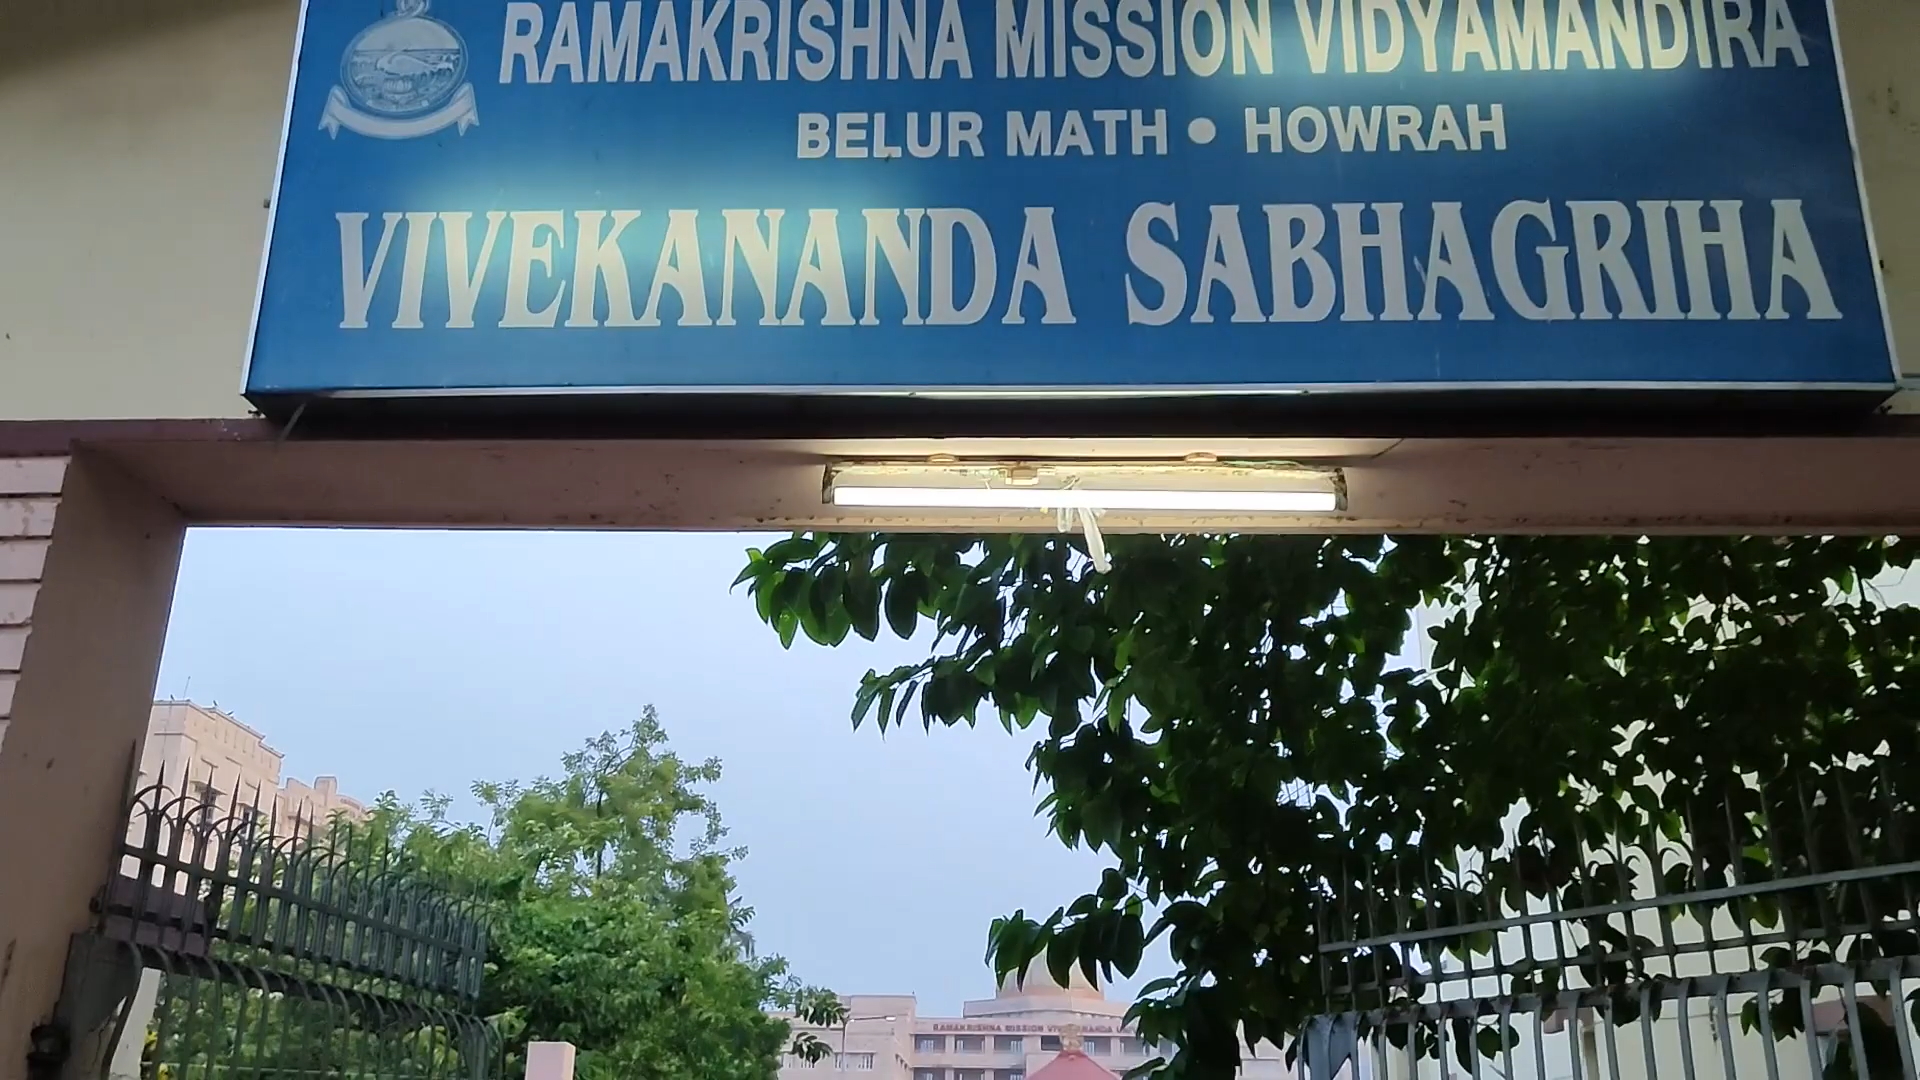 RAMAKRISHNA MISSION VIDYAMANDIRA
BELUR MATH • HOWRAH
VIVEKANANDA SABHAGRIHA
RAMAKRISHNA MISSION VIVEKANANDA